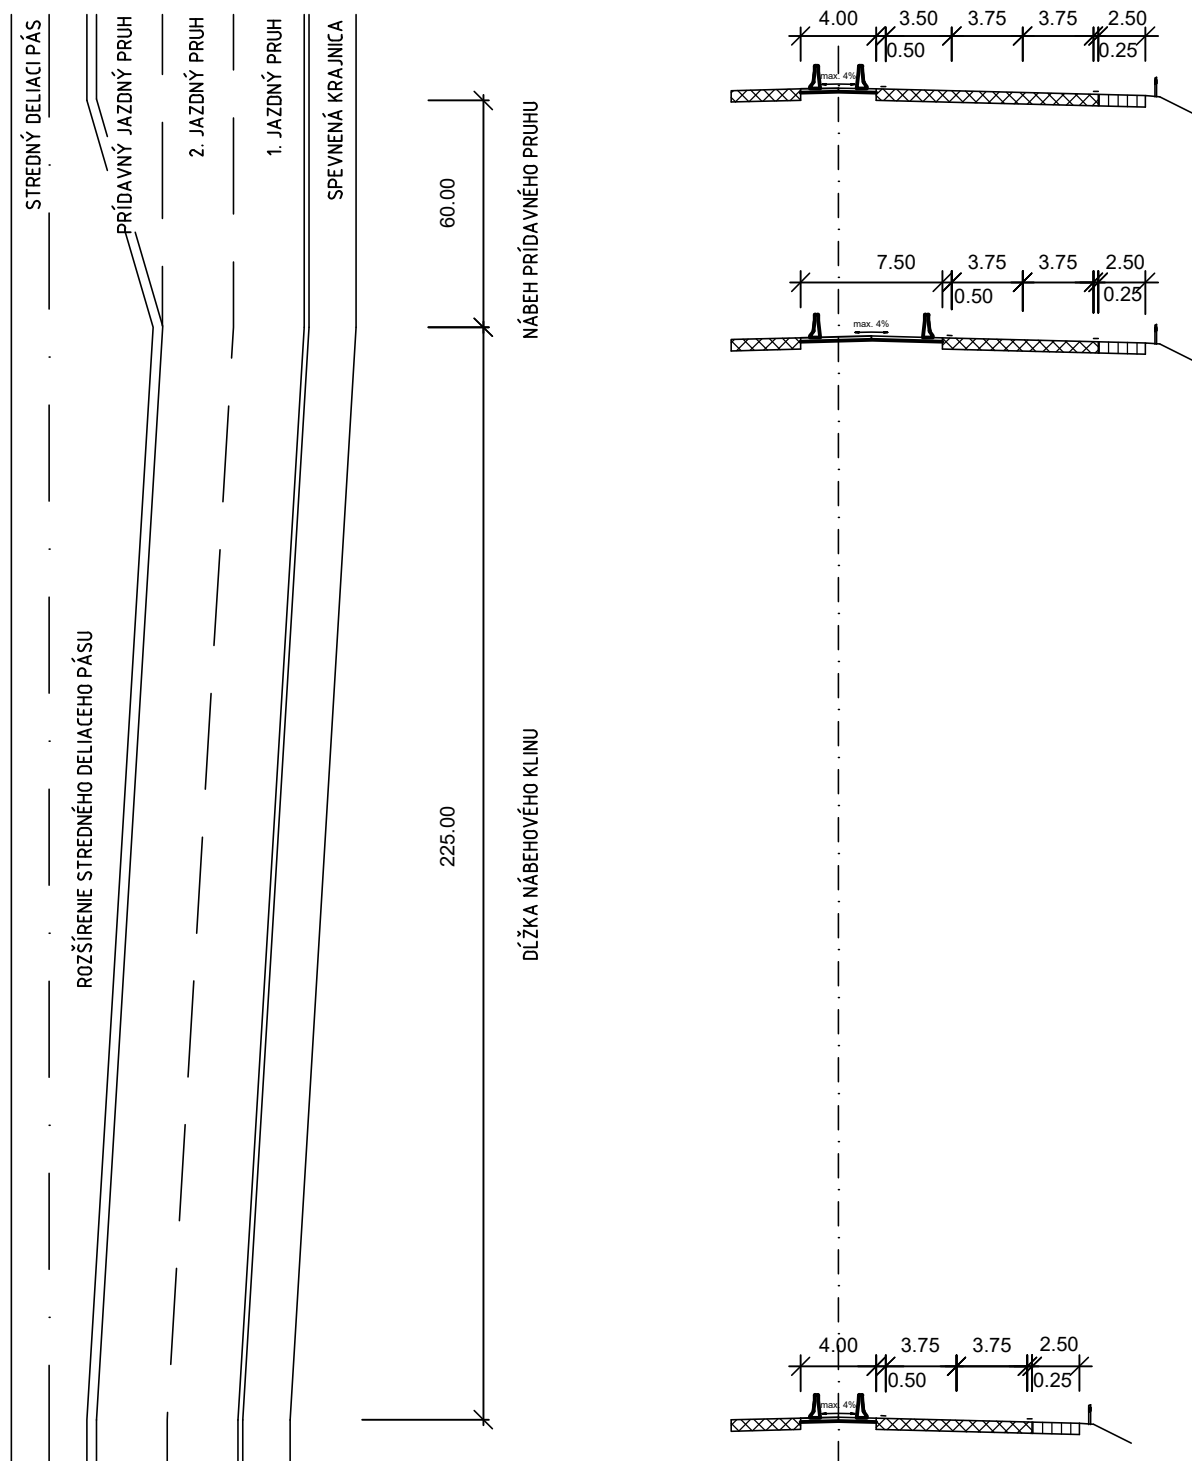 STREDNÝ DELIACI PÁS
PRÍDAVNÝ JAZDNÝ PRUH
2. JAZDNÝ PRUH
1. JAZDNÝ PRUH
SPEVNENÁ KRAJNICA
60.00
NÁBEH PRÍDAVNÉHO PRUHU
ROZŠÍRENIE STREDNÉHO DELIACEHO PÁSU
225.00
DĹŽKA NÁBEHOVÉHO KLINU
4.00 3.50 3.75 3.75 2.50
0.50 0.25
max. 4%
7.50 3.75 3.75 2.50
0.50 0.25
max. 4%
4.00 3.75 3.75 2.50
0.50 0.25
max. 4%